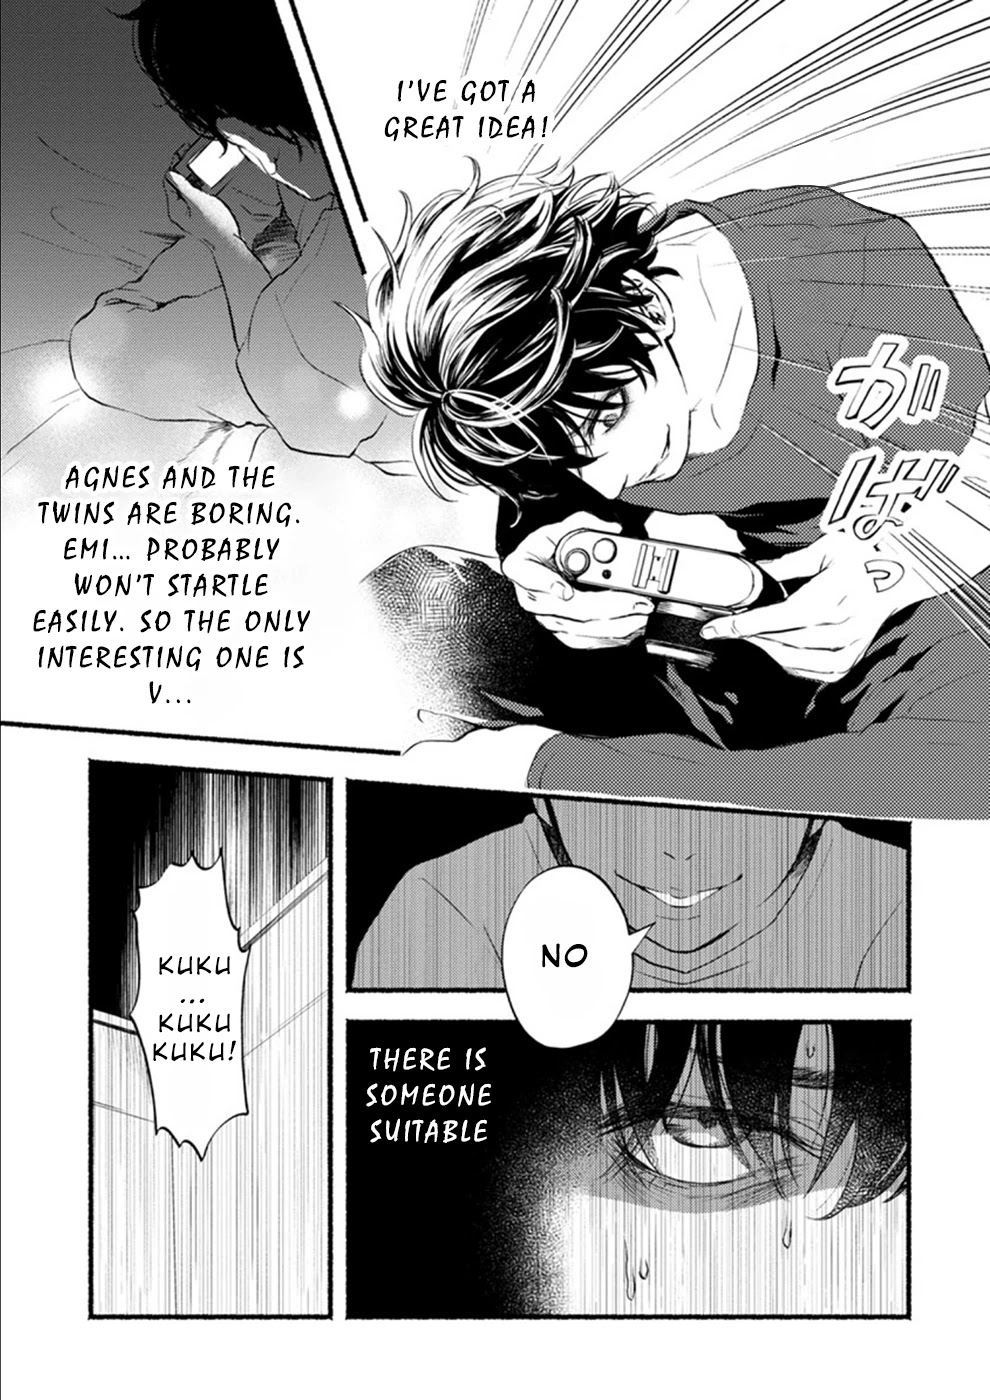 I'VE GOT A
GREAT IDEA!
がばっ
AGNES AND THE
TWINS ARE BORING.
EMI... PROBABLY
WON'T STARTLE
EASILY. SO THE ONLY
INTERESTING ONE IS
V...
NO
THERE IS
SOMEONE
SUITABLE
KUKU
...
KUKU
KUKU!